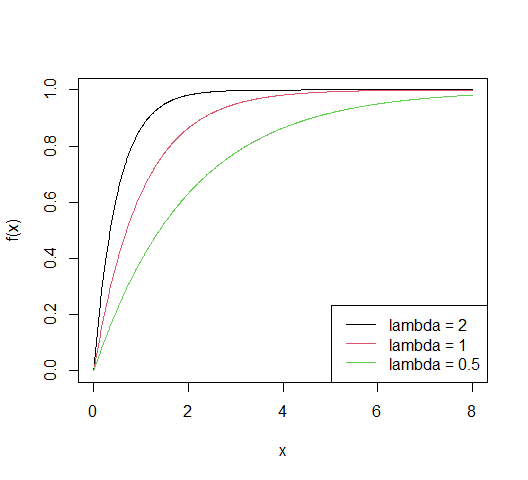 f(x)
1.0
0.8
0.6
0.4
0.2
0.0
lambda = 2
lambda = 1
lambda = 0.5
0 2 4 6 8
x